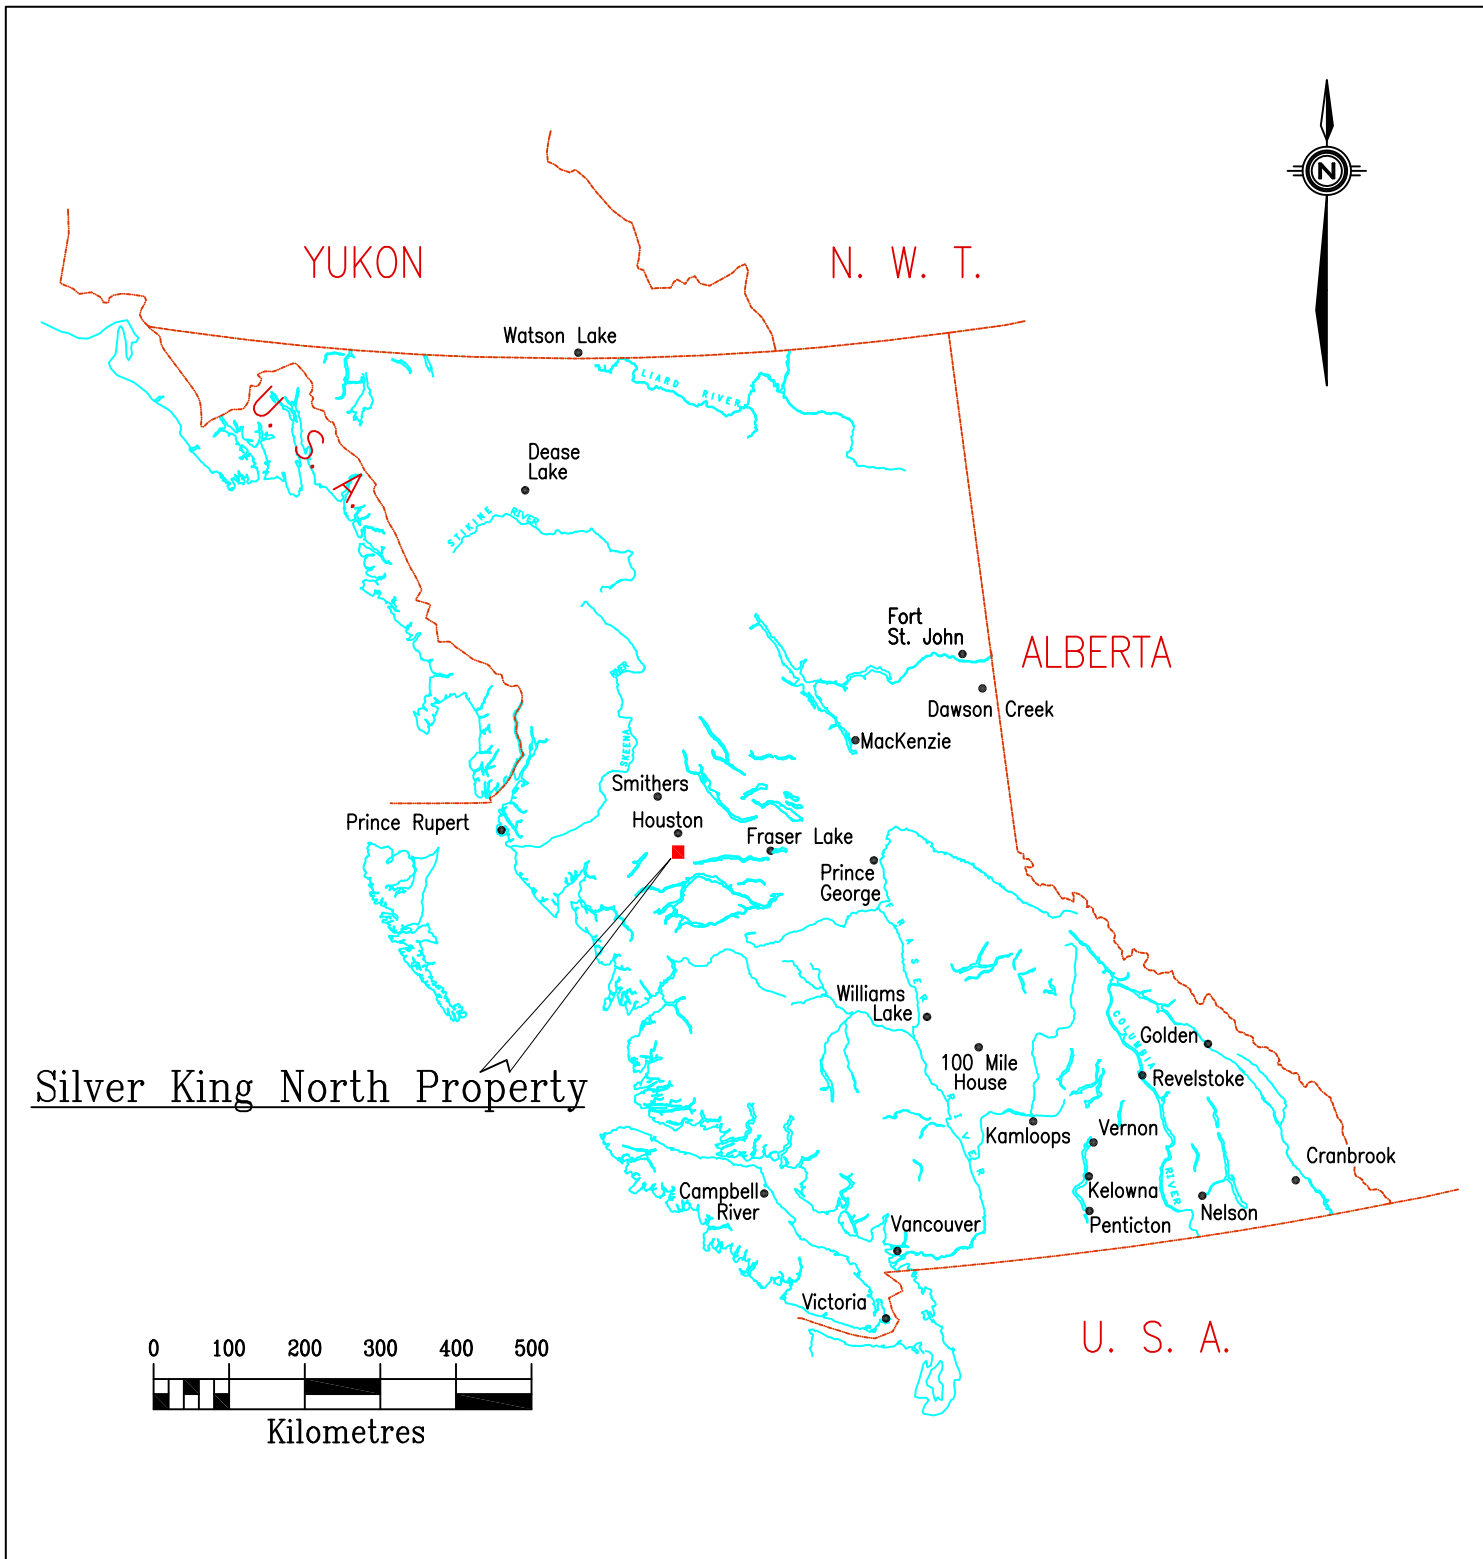 N
YUKON
N. W. T.
Watson Lake
LIARD RIVER
U. S. A.
Dease
Lake
STIKINE RIVER
Fort
St. John
ALBERTA
Dawson Creek
MacKenzie
SKEENA
Smithers
Prince Rupert
Houston
Fraser Lake
Prince
George
FRASER RIVER
Williams
Lake
COLUMBIA RIVER
Golden
100 Mile
House
Revelstoke
Silver King North Property
Kamloops
Vernon
Cranbrook
Campbell
River
Kelowna
Nelson
Penticton
Vancouver
Victoria
U. S. A.
0 100 200 300 400 500
Kilometres